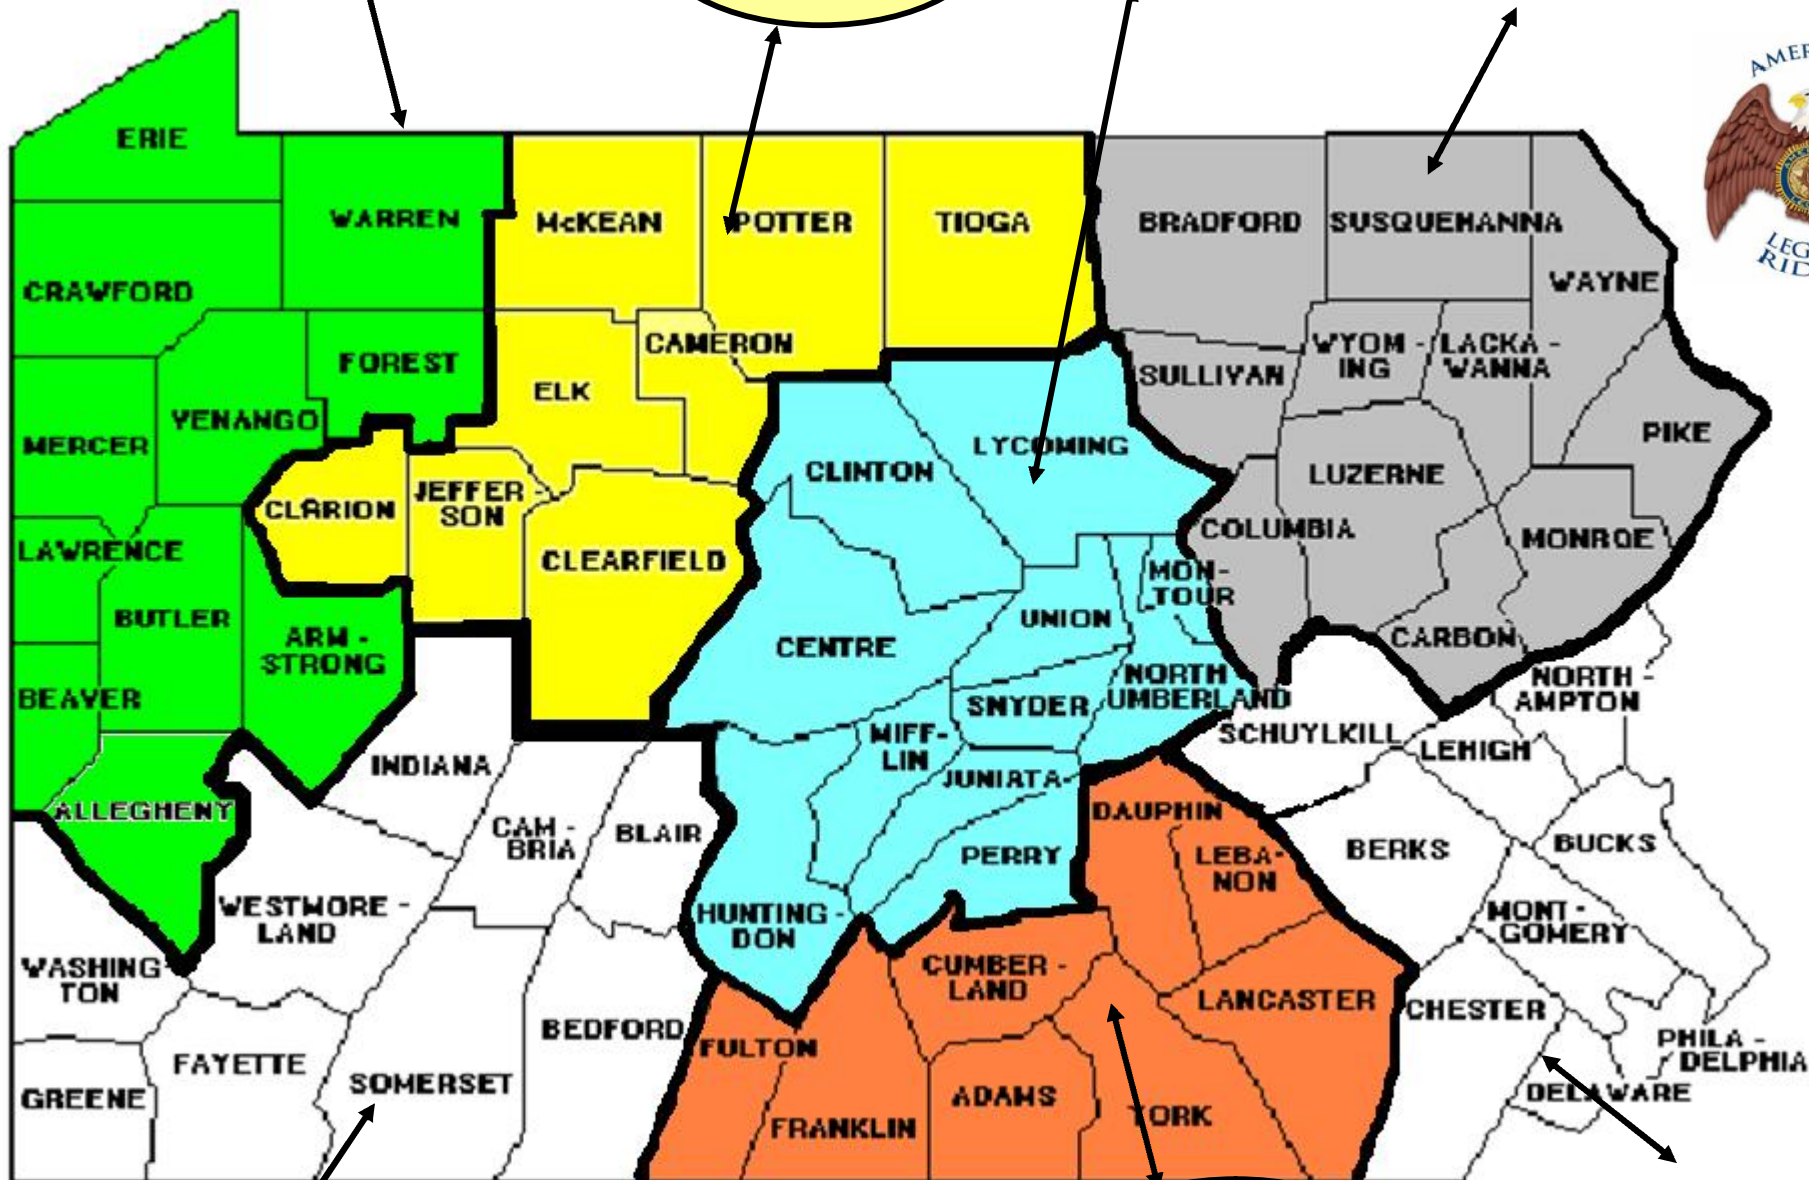 ERIE
WARREN
McKEAN
POTTER
TIOGA
BRADFORD
SUSQUEHANNA
WAYNE
CRAWFORD
FOREST
CAMERON
ELK
SULLIVAN
WYOM -
ING
LACKA -
WANNA
PIKE
MERCER
VENANGO
CLARION
JEFFER -
SON
CLINTON
LYCOMING
LUZERNE
COLUMBIA
MONROE
LAWRENCE
BUTLER
CLEARFIELD
MON -
TOUR
UNION
CENTRE
CARBON
ARM -
STRONG
BEAVER
NORTH
UMBERLAND
SNYDER
NORTH -
AMPTON
SCHUYLKILL
LEHIGH
MIFF-
LIN
JUNIATA
INDIANA
ALLEGHENY
CAM -
BRIA
BLAIR
DAUPHIN
LEBA-
NON
PERRY
BERKS
BUCKS
WESTMORE -
LAND
HUNTING -
DON
MONT -
GOMERY
WASHING
TON
CUMBER -
LAND
LANCASTER
CHESTER
BEDFORD
FULTON
FAYETTE
SOMERSET
GREENE
FRANKLIN
ADAMS
YORK
PHILA -
DELPHIA
DELAWARE